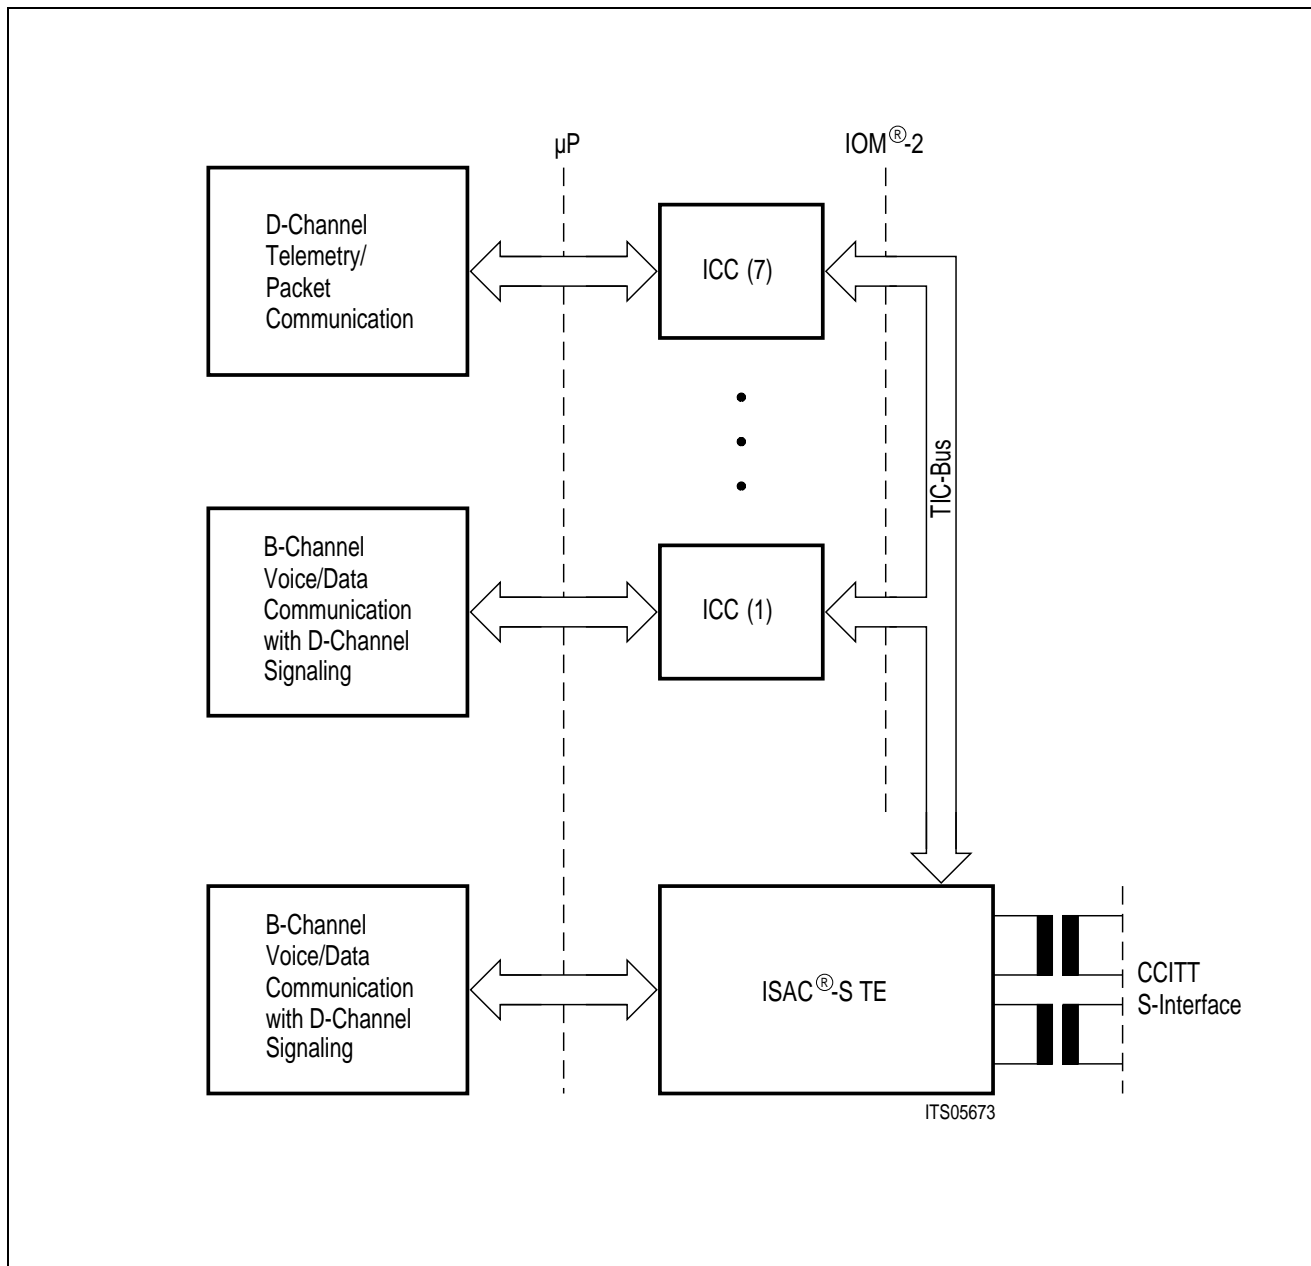 µP
IOM®-2
D-Channel
Telemetry/
Packet
Communication
ICC (7)
TIC-Bus
B-Channel
Voice/Data
Communication
with D-Channel
Signaling
ICC (1)
B-Channel
Voice/Data
Communication
with D-Channel
Signaling
ISAC®-S TE
CCITT
S-Interface
ITS05673